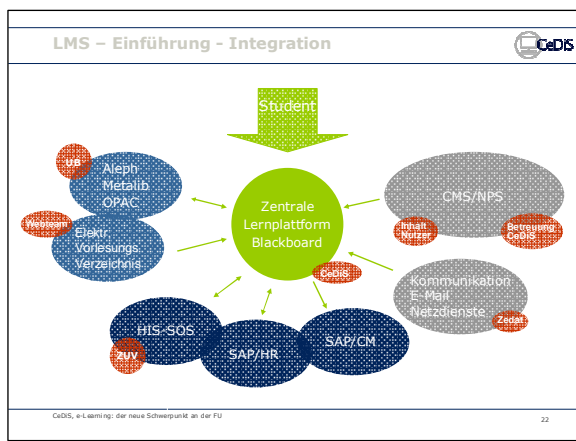 LMS – Einführung - Integration
CeDiS
Student
UB
Aleph
Metalib
OPAC
Webteam
Elektr.
Vorlesungs
Verzeichnis
Zentrale
Lernplattform
Blackboard
CeDiS
CMS/NPS
Inhalt
Nutzer
Betreuung
CeDiS
Kommunikation
E-Mail
Netzdienste
Zedat
HIS-SOS
ZUV
SAP/HR
SAP/CM
CeDiS, e-Learning: der neue Schwerpunkt an der FU
22